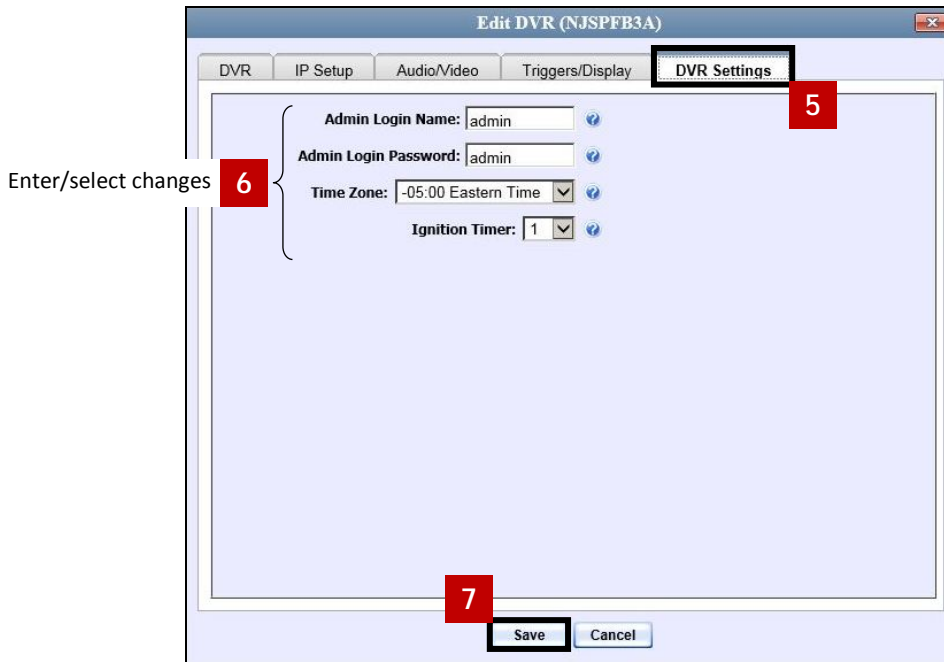 Edit DVR (NJSPFB3A)
DVR
IP Setup
Audio/Video
Triggers/Display
DVR Settings
5
Admin Login Name: admin
Admin Login Password: admin
Enter/select changes 6
Time Zone: -05:00 Eastern Time
Ignition Timer: 1
7
Save
Cancel